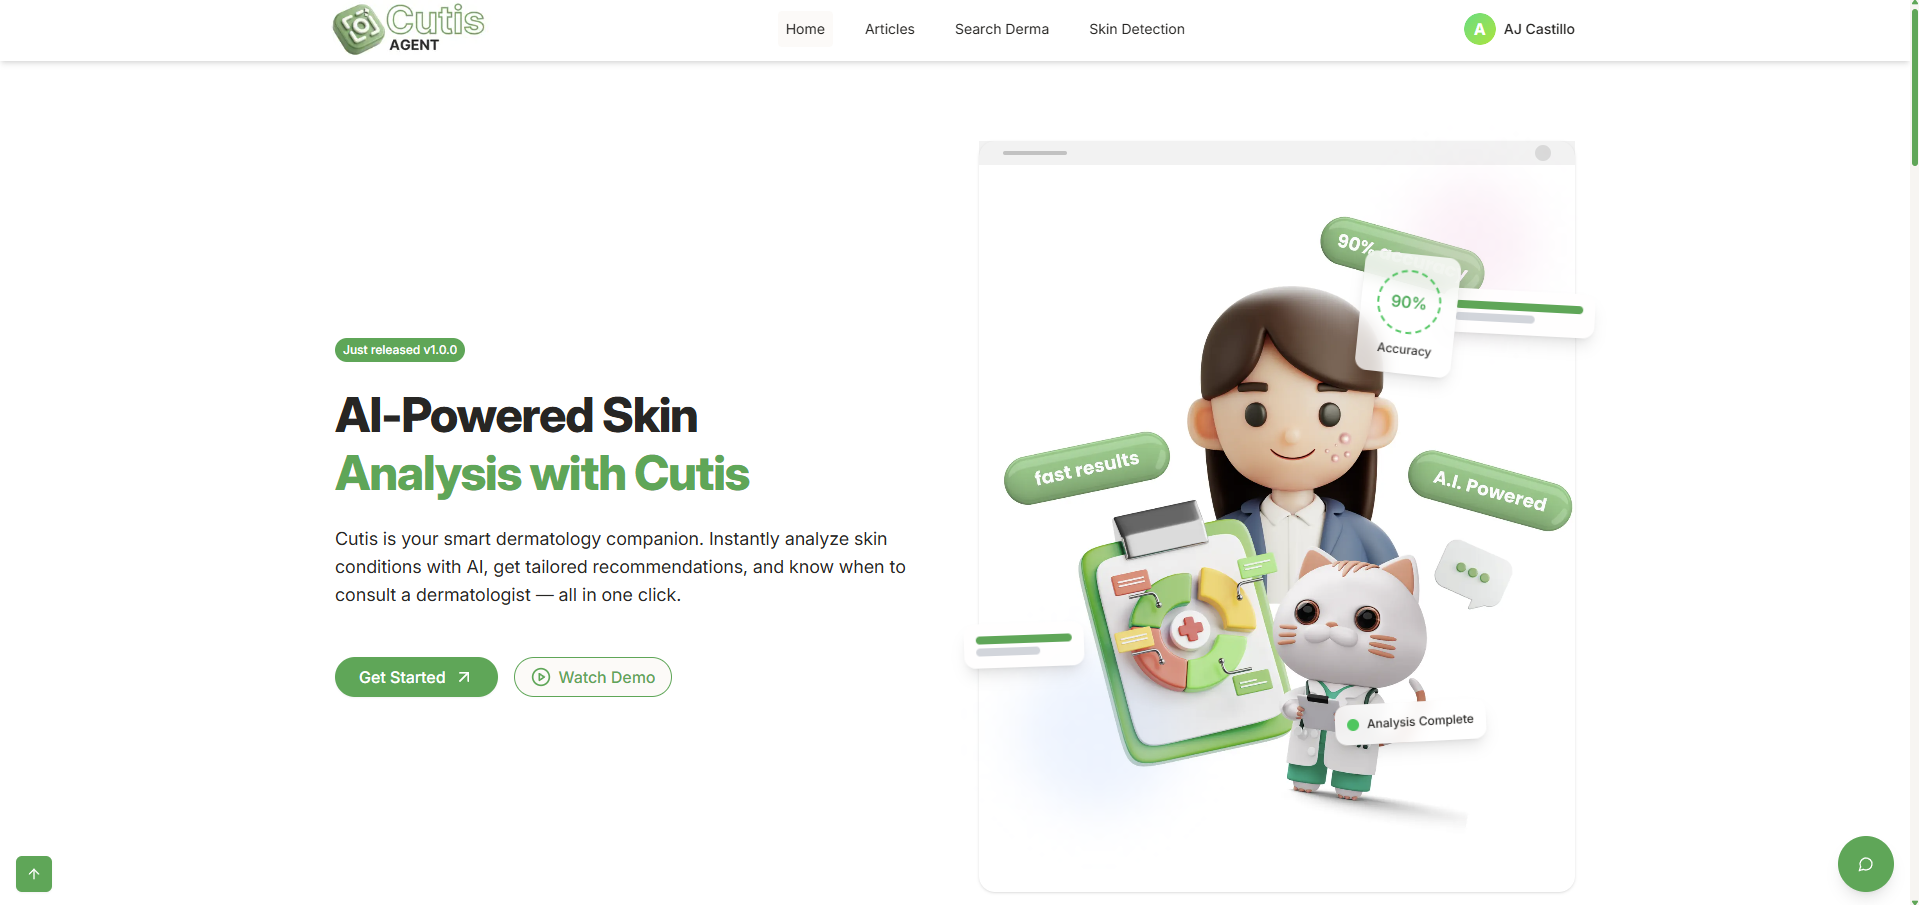 Cutis
AGENT
Home
Articles
Search Derma
Skin Detection
A
AJ Castillo
Just released v1.0.0
AI-Powered Skin
Analysis with Cutis
Cutis is your smart dermatology companion. Instantly analyze skin
conditions with AI, get tailored recommendations, and know when to
consult a dermatologist — all in one click.
Get Started
Watch Demo
90% accuracy
90%
Accuracy
fast results
A.I. Powered
Analysis Complete